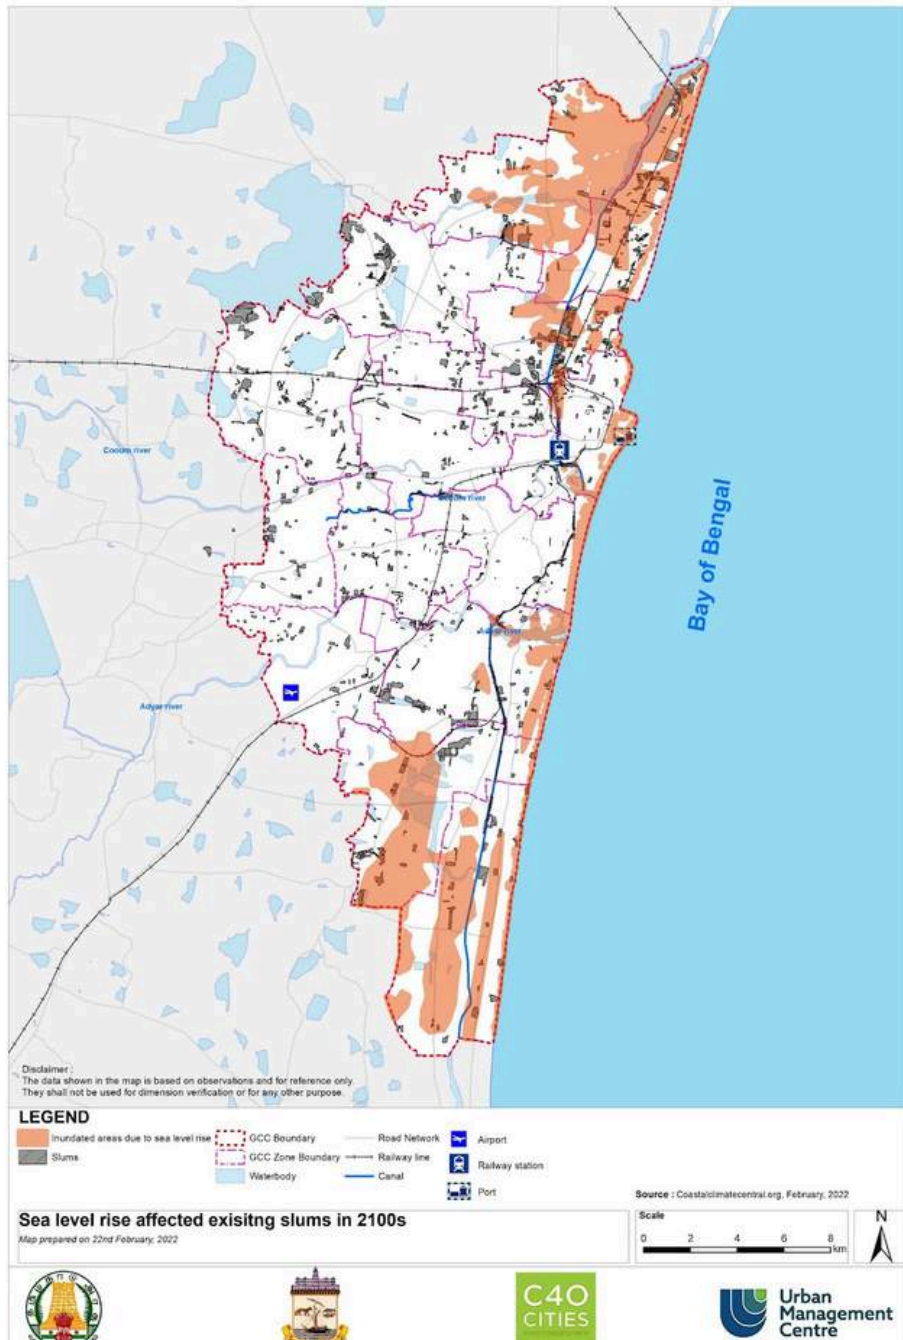 Cooum river
Cooum river
Bay of Bengal
Adyar river
Adyar river
Disclaimer :
The data shown in the map is based on observations and for reference only.
They shall not be used for dimension verification or for any other purpose.
LEGEND
Inundated areas due to sea level rise
GCC Boundary
Road Network
Airport
Slums
GCC Zone Boundary
Railway line
Railway station
Waterbody
Canal
Port
Source : Coastalclimatecentral.org, February, 2022
Sea level rise affected exisitng slums in 2100s
Map prepared on 22nd February, 2022
Scale
0 2 4 6 8
km
N
C40
CITIES
Urban
Management
Centre